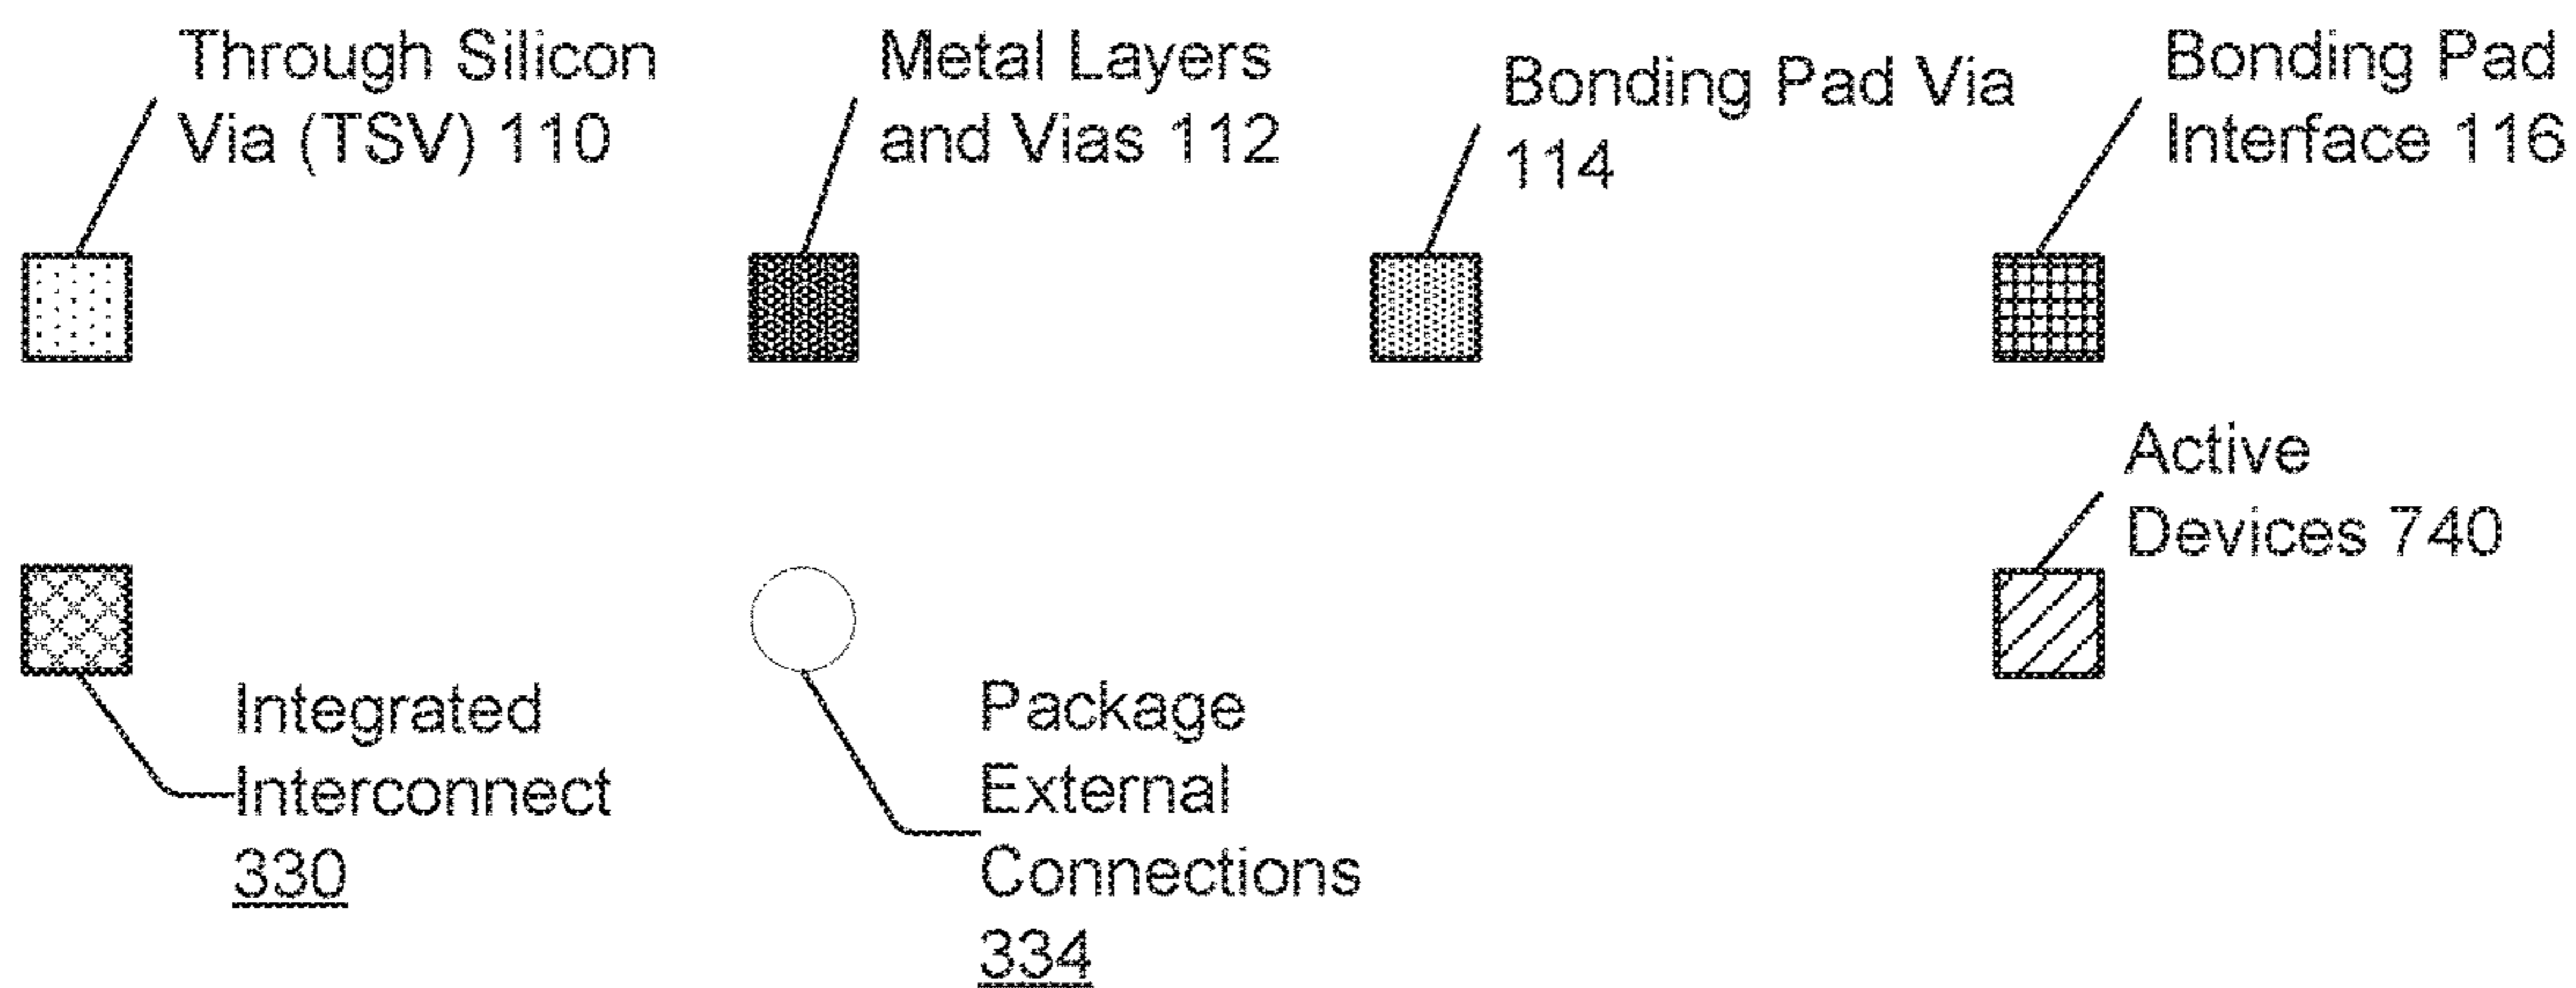 Through Silicon
Via (TSV) 110
Metal Layers
and Vias 112
Bonding Pad Via
114
Bonding Pad
Interface 116
Active
Devices 740
Integrated
Interconnect
330
Package
External
Connections
334